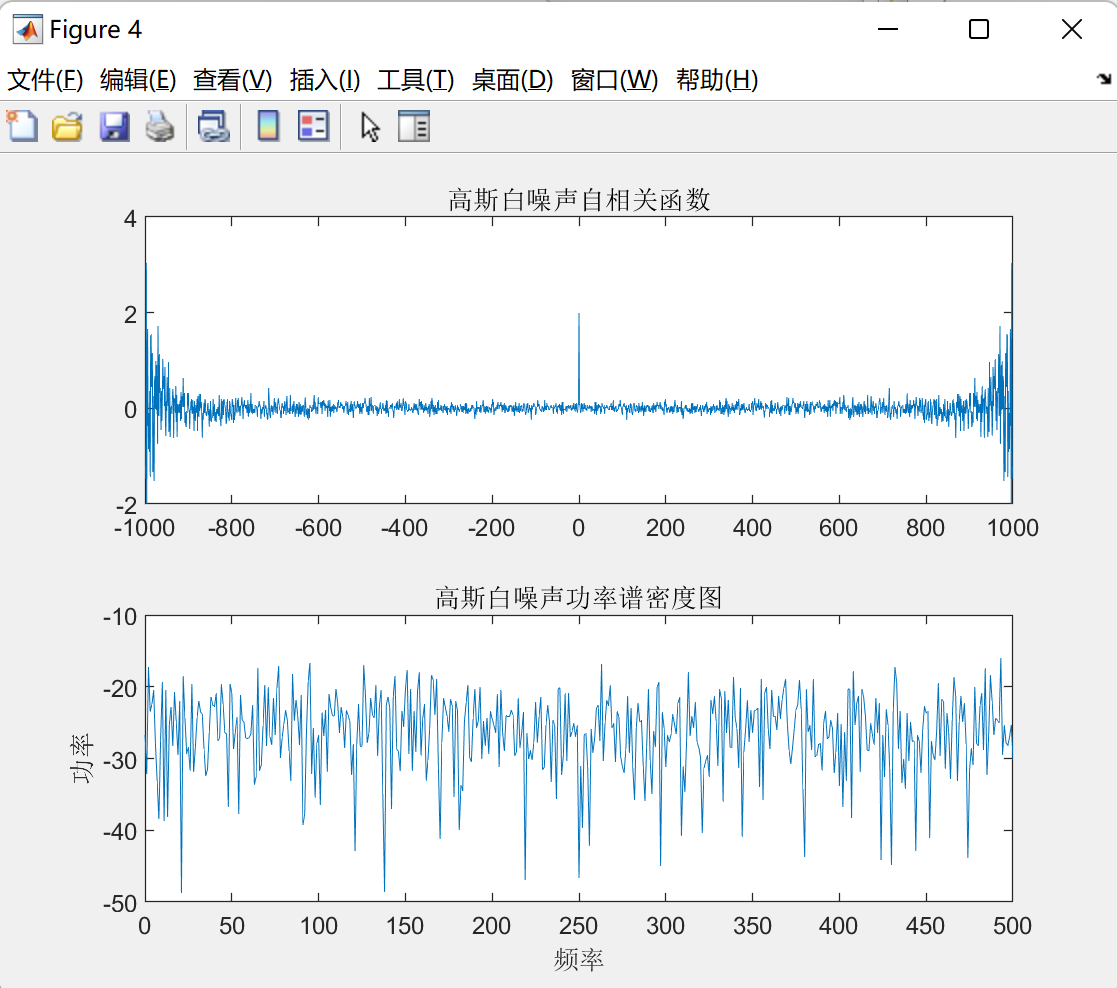 Figure 4
文件(F) 编辑(E) 查看(V) 插入(I) 工具(T) 桌面(D) 窗口(W) 帮助(H)
高斯白噪声自相关函数
4
2
0
-2
-1000 -800 -600 -400 -200 0 200 400 600 800 1000
高斯白噪声功率谱密度图
-10
-20
-30
-40
-50
功率
0 50 100 150 200 250 300 350 400 450 500
频率